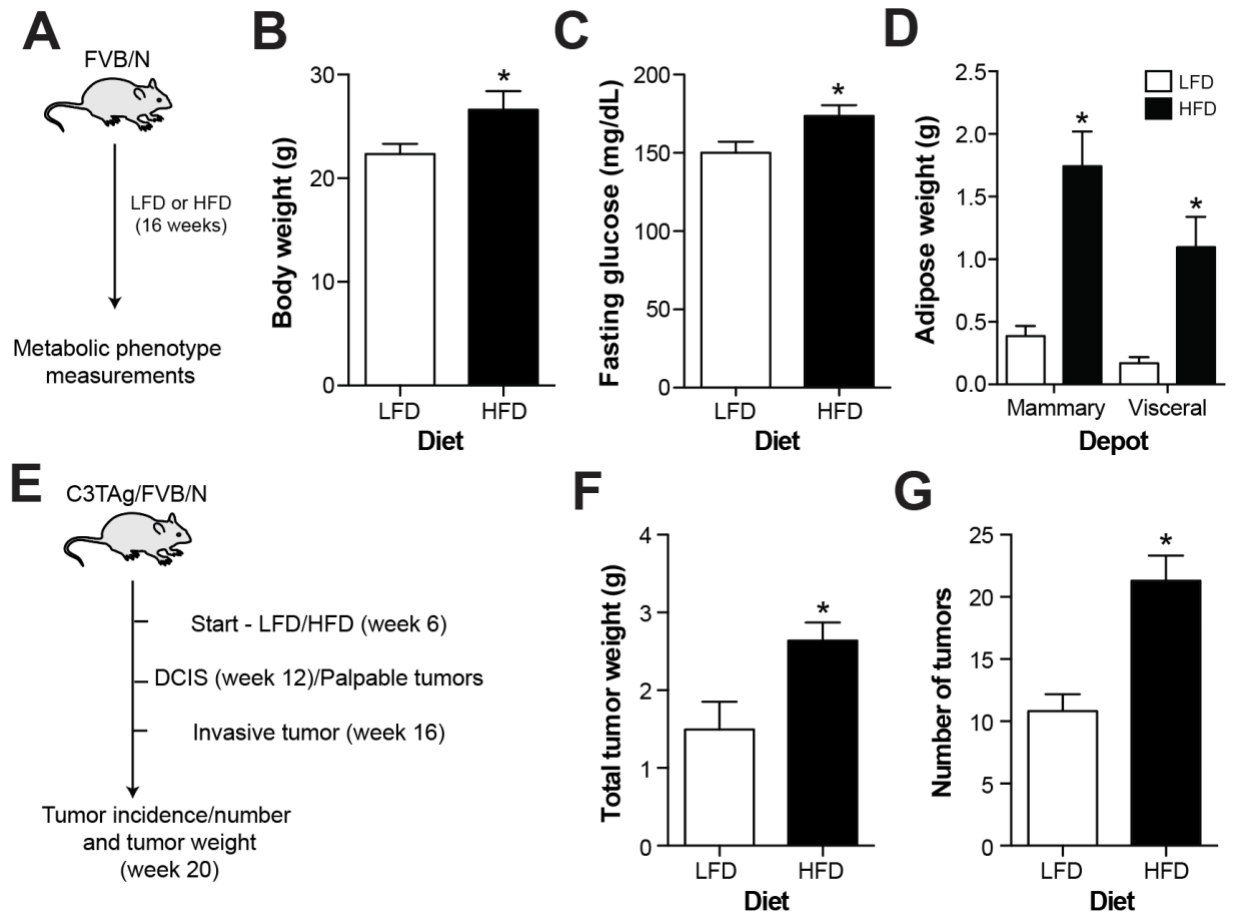 A
FVB/N
LFD or HFD
(16 weeks)
Metabolic phenotype
measurements
B
Body weight (g)
30
20
10
0
LFD HFD
Diet
*
C
Fasting glucose (mg/dL)
200
150
100
50
0
LFD HFD
Diet
*
D
Adipose weight (g)
2.5
2.0
1.5
1.0
0.5
0.0
Mammary Visceral
Depot
LFD
HFD
*
*
E
C3TAg/FVB/N
Start - LFD/HFD (week 6)
DCIS (week 12)/Palpable tumors
Invasive tumor (week 16)
Tumor incidence/number
and tumor weight
(week 20)
F
Total tumor weight (g)
4
3
2
1
0
LFD HFD
Diet
*
G
Number of tumors
25
20
15
10
5
0
LFD HFD
Diet
*